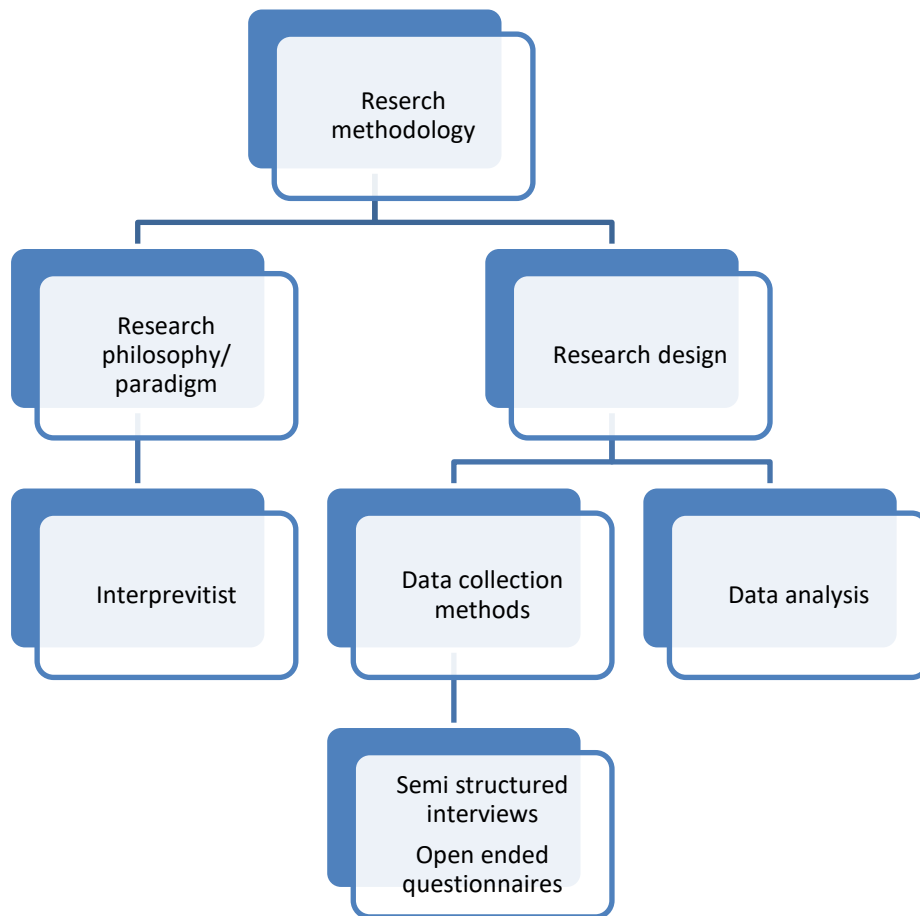 Reserch
methodology
Research
philosophy/
paradigm
Research design
Interprevitist
Data collection
methods
Data analysis
Semi structured
interviews
Open ended
questionnaires